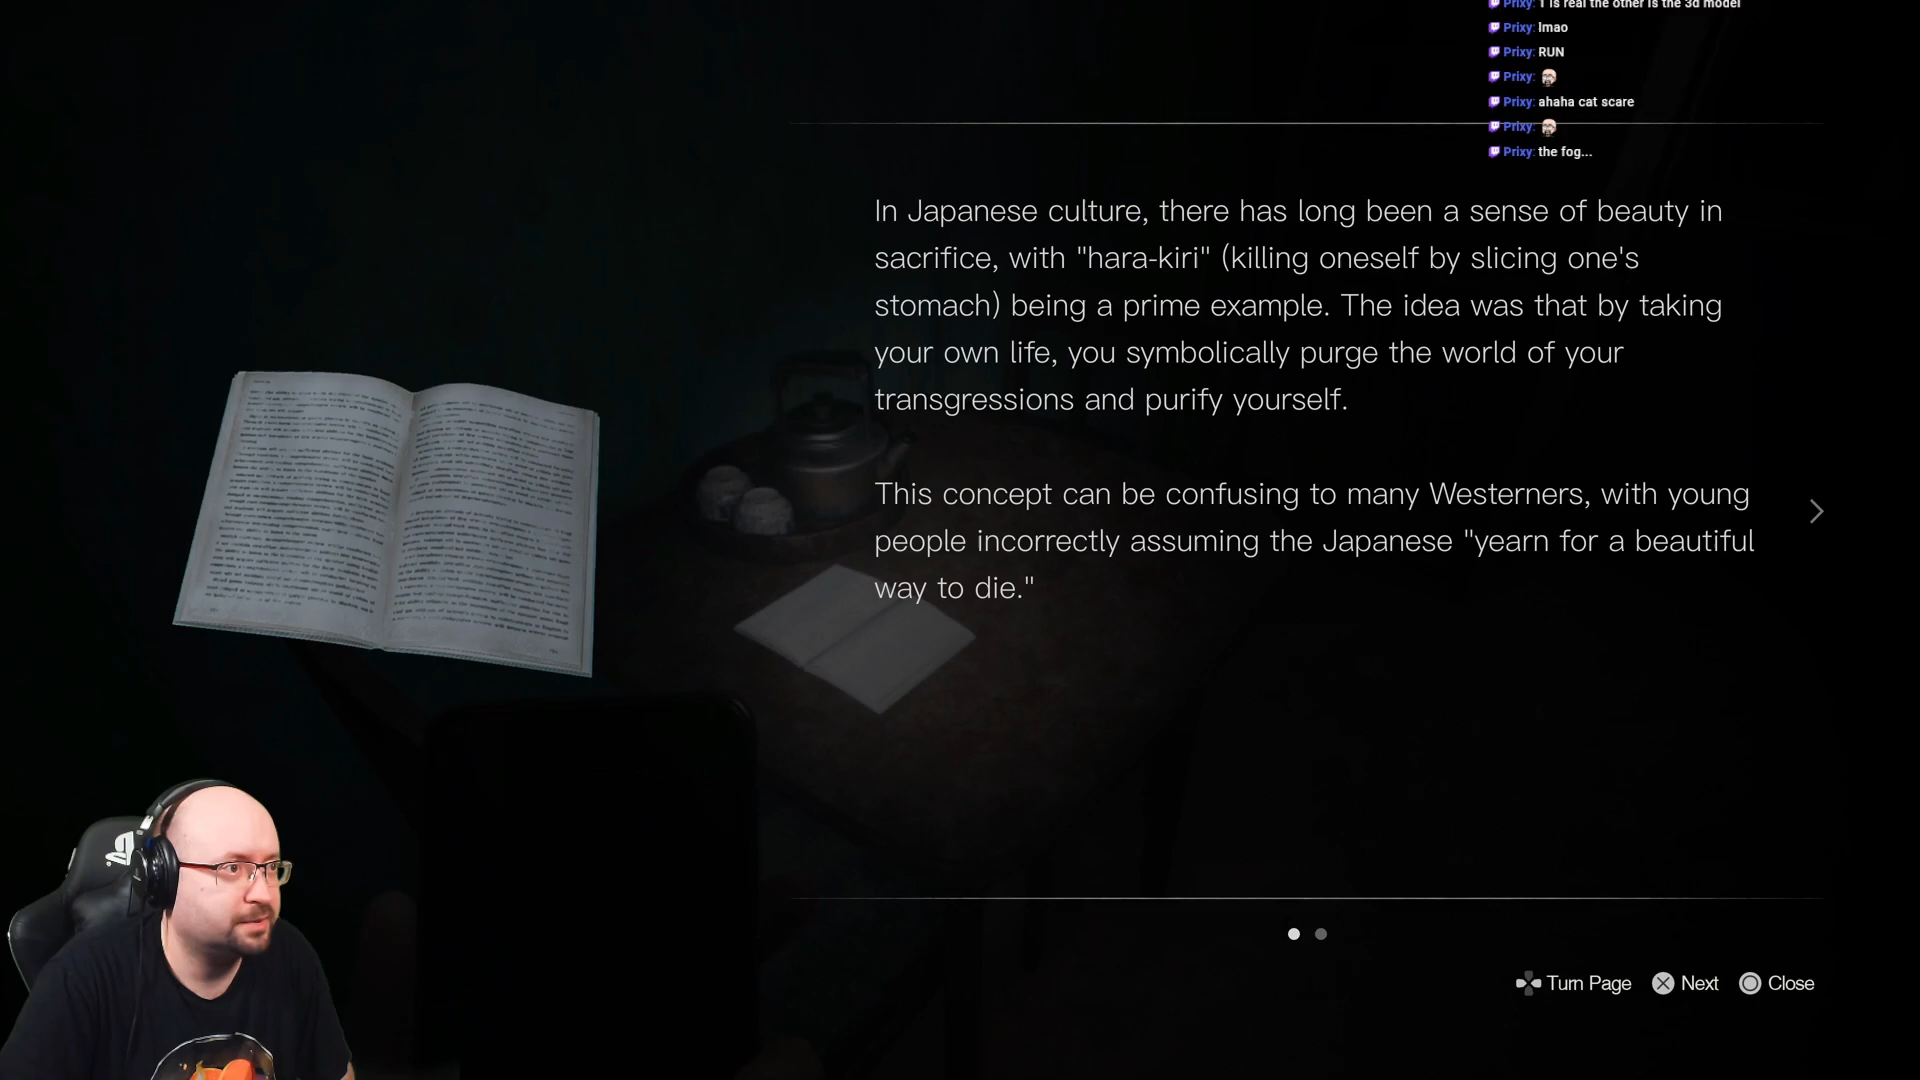 Prixy: 1 is real the other is the 3d model
Prixy: lmao
Prixy: RUN
Prixy:
Prixy: ahaha cat scare
Prixy:
Prixy: the fog...
In Japanese culture, there has long been a sense of beauty in
sacrifice, with "hara-kiri" (killing oneself by slicing one's
stomach) being a prime example. The idea was that by taking
your own life, you symbolically purge the world of your
transgressions and purify yourself.
This concept can be confusing to many Westerners, with young
people incorrectly assuming the Japanese "yearn for a beautiful
way to die."
Turn Page Next Close